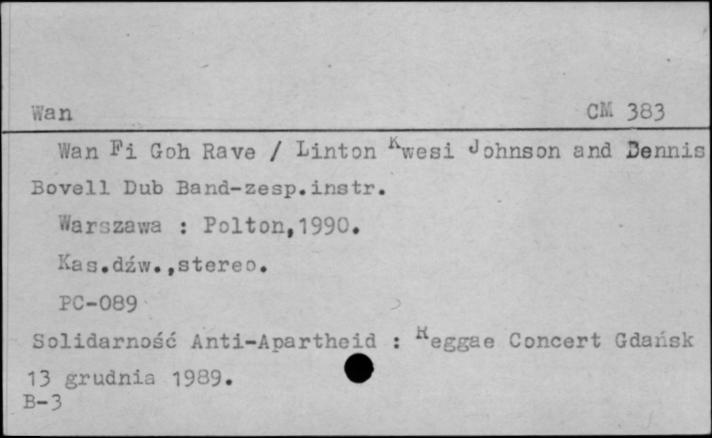 Wan CM 383
Wan Fi Goh Rave / Linton Kwesi Johnson and Dennis
Bovell Dub Band-zesp.instr.
Warszawa : Polton,1990.
Kas.dźw.,stereo.
PC-089
Solidarność Anti-Apartheid : Reggae Concert Gdańsk
13 grudnia 1989.
B-3